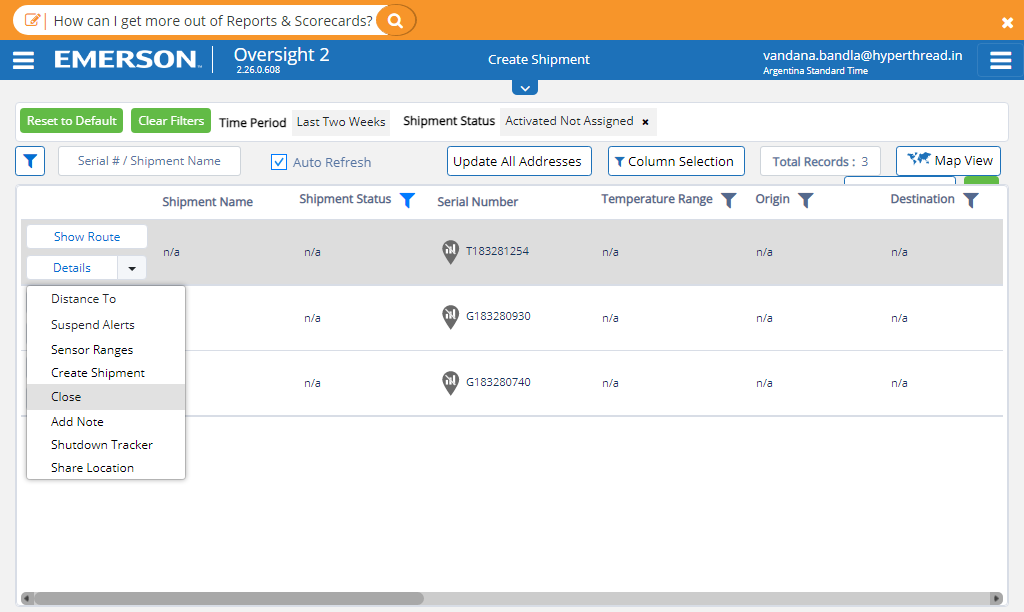 How can I get more out of Reports & Scorecards?
EMERSON
Oversight 2
2.26.0.608
Create Shipment
vandana.bandla@hyperthread.in
Argentina Standard Time
Reset to Default
Clear Filters
Time Period
Last Two Weeks
Shipment Status
Activated Not Assigned
Serial # / Shipment Name
Auto Refresh
Update All Addresses
Column Selection
Total Records : 3
Map View
Shipment Name
Shipment Status
Serial Number
Temperature Range
Origin
Destination
Show Route
Details
n/a
n/a
T183281254
n/a
n/a
n/a
Distance To
Suspend Alerts
Sensor Ranges
Create Shipment
Close
Add Note
Shutdown Tracker
Share Location
n/a
G183280930
n/a
n/a
n/a
n/a
G183280740
n/a
n/a
n/a